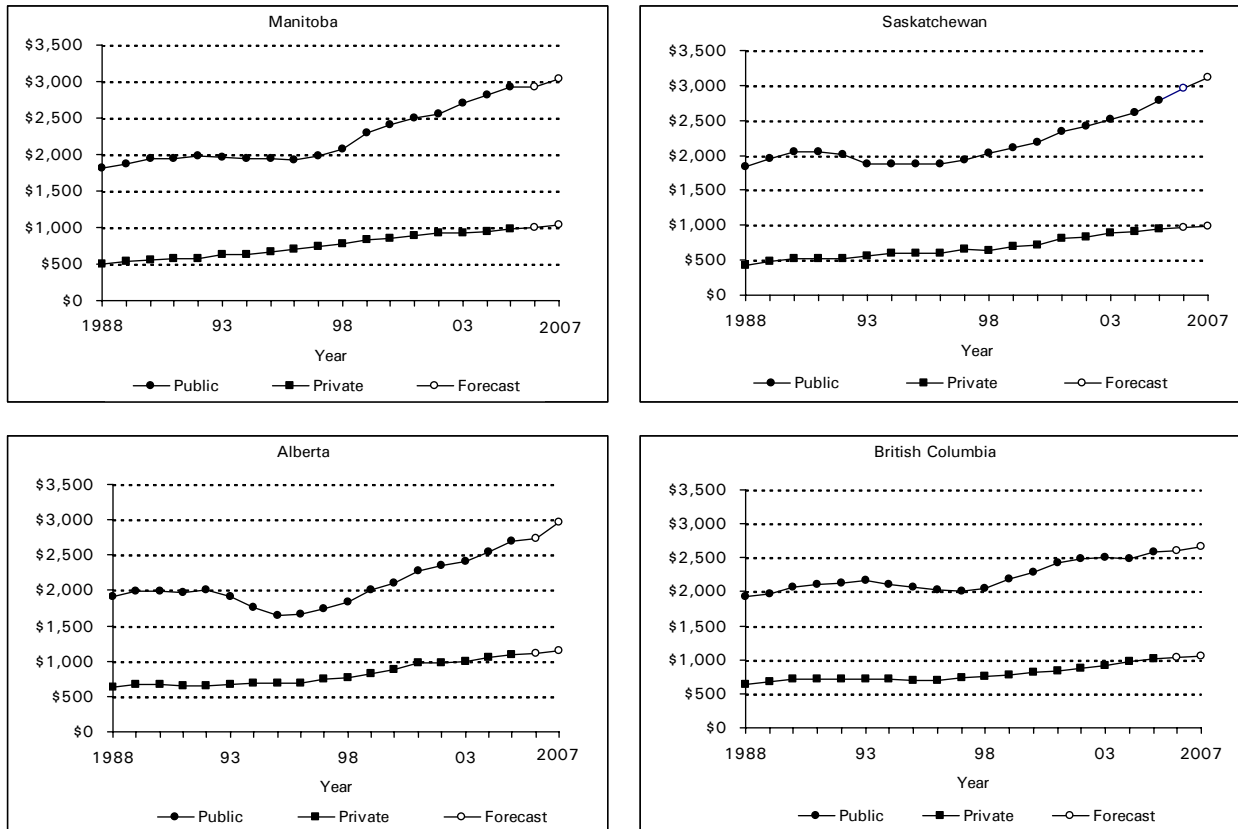 Manitoba
$3,500
$3,000
$2,500
$2,000
$1,500
$1,000
$500
$0
1988 93 98 03 2007
Year
Public Private Forecast
Saskatchewan
$3,500
$3,000
$2,500
$2,000
$1,500
$1,000
$500
$0
1988 93 98 03 2007
Year
Public Private Forecast
Alberta
$3,500
$3,000
$2,500
$2,000
$1,500
$1,000
$500
$0
1988 93 98 03 2007
Year
Public Private Forecast
British Columbia
$3,500
$3,000
$2,500
$2,000
$1,500
$1,000
$500
$0
1988 93 98 03 2007
Year
Public Private Forecast